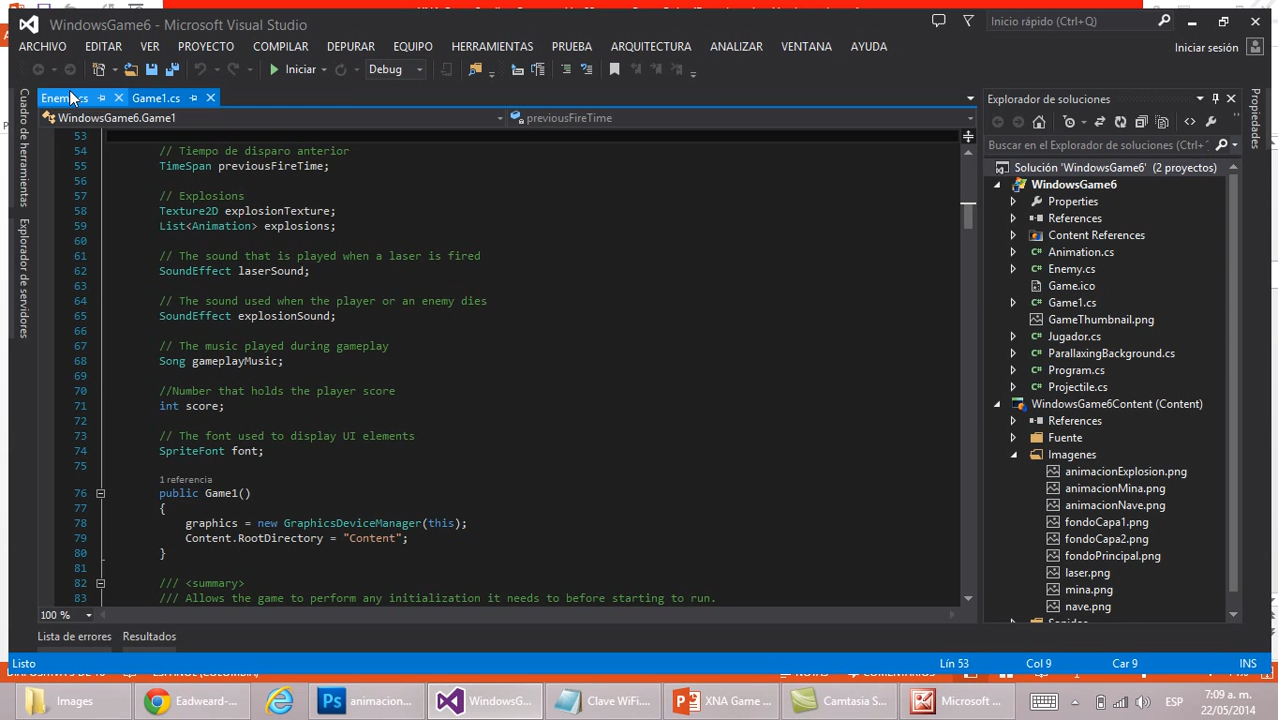 WindowsGame6 - Microsoft Visual Studio
Inicio rápido (Ctrl+Q)
ARCHIVO EDITAR VER PROYECTO COMPILAR DEPURAR EQUIPO HERRAMIENTAS PRUEBA ARQUITECTURA ANALIZAR VENTANA AYUDA
Iniciar sesión
Iniciar Debug
Cuadro de herramientas
Explorador de servidores
Game1.cs
WindowsGame6.Game1 previousFireTime
53
54 // Tiempo de disparo anterior
55 TimeSpan previousFireTime;
56
57 // Explosions
58 Texture2D explosionTexture;
59 List<Animation> explosions;
60
61 // The sound that is played when a laser is fired
62 SoundEffect laserSound;
63
64 // The sound used when the player or an enemy dies
65 SoundEffect explosionSound;
66
67 // The music played during gameplay
68 Song gameplayMusic;
69
70 //Number that holds the player score
71 int score;
72
73 // The font used to display UI elements
74 SpriteFont font;
75
1 referencia
76 public Game1()
77 {
78 graphics = new GraphicsDeviceManager(this);
79 Content.RootDirectory = "Content";
80 }
81
82 /// <summary>
83 /// Allows the game to perform any initialization it needs to before starting to run.
100 %
Explorador de soluciones
Propiedades
Buscar en el Explorador de soluciones (Ctrl+
Solución 'WindowsGame6' (2 proyectos)
WindowsGame6
Properties
References
Content References
Animation.cs
Enemy.cs
Game.ico
Game1.cs
GameThumbnail.png
Jugador.cs
ParallaxingBackground.cs
Program.cs
Projectile.cs
WindowsGame6Content (Content)
References
Fuente
Imagenes
animacionExplosion.png
animacionMina.png
animacionNave.png
fondoCapa1.png
fondoCapa2.png
fondoPrincipal.png
laser.png
mina.png
nave.png
Lista de errores Resultados
Listo Lín 53 Col 9 Car 9 INS
Images Eadweard-... animacion... WindowsG... Clave WiFi.... XNA Game ... Camtasia S... Microsoft ... ESP
7:09 a. m.
22/05/2014